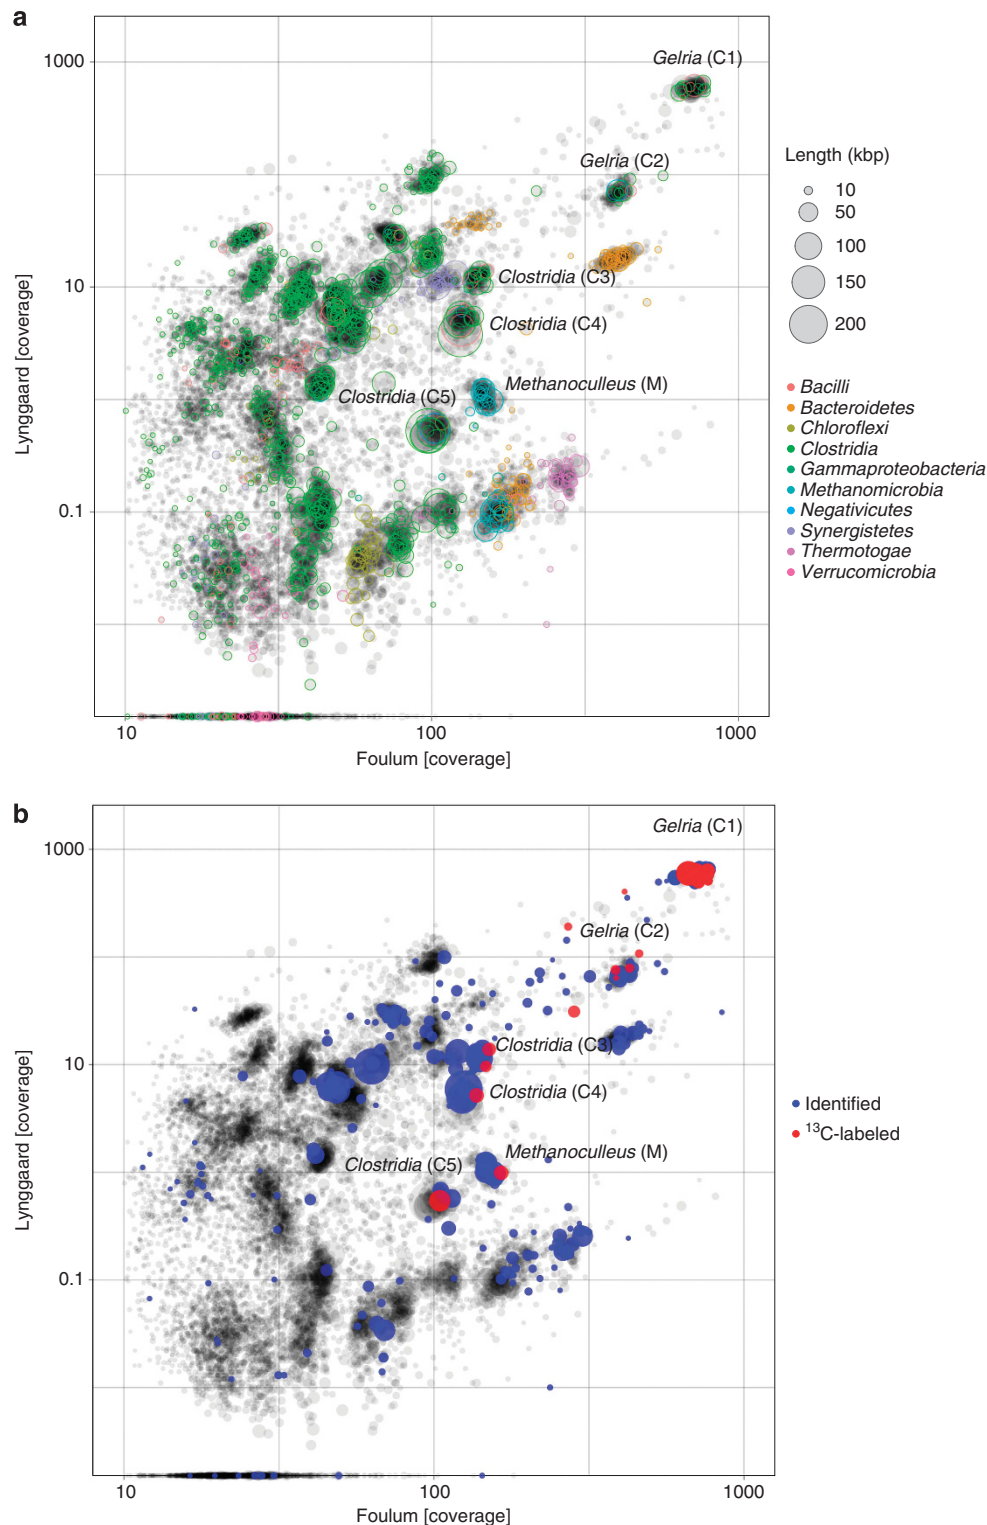 a
1000
10
0.1
Lynggaard [coverage]
Gelria (C1)
Gelria (C2)
Clostridia (C3)
Clostridia (C4)
Methanoculleus (M)
Clostridia (C5)
10
100
1000
Foulum [coverage]
Length (kbp)
10
50
100
150
200
Bacilli
Bacteroidetes
Chloroflexi
Clostridia
Gammaproteobacteria
Methanomicrobia
Negativicutes
Synergistetes
Thermotogae
Verrucomicrobia
b
1000
10
0.1
Lynggaard [coverage]
Gelria (C1)
Gelria (C2)
Clostridia (C3)
Clostridia (C4)
Methanoculleus (M)
Clostridia (C5)
10
100
1000
Foulum [coverage]
Identified
¹³C-labeled